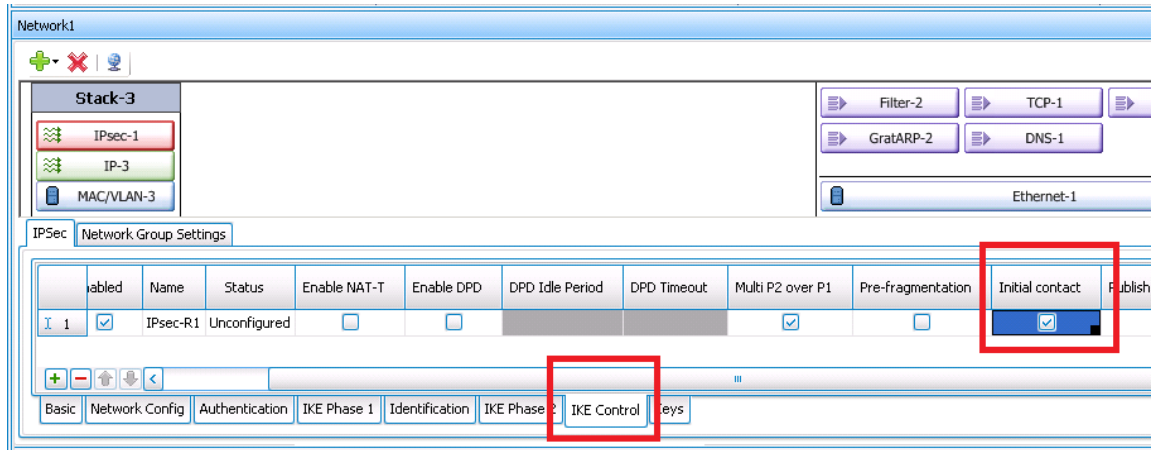 Network1
Stack-3
IPsec-1
IP-3
MAC/VLAN-3
Filter-2
TCP-1
GratARP-2
DNS-1
Ethernet-1
IPSec
Network Group Settings
abled Name Status Enable NAT-T Enable DPD DPD Idle Period DPD Timeout Multi P2 over P1 Pre-fragmentation Initial contact Publish
1 IPsec-R1 Unconfigured
Basic Network Config Authentication IKE Phase 1 Identification IKE Phase 2 IKE Control Keys